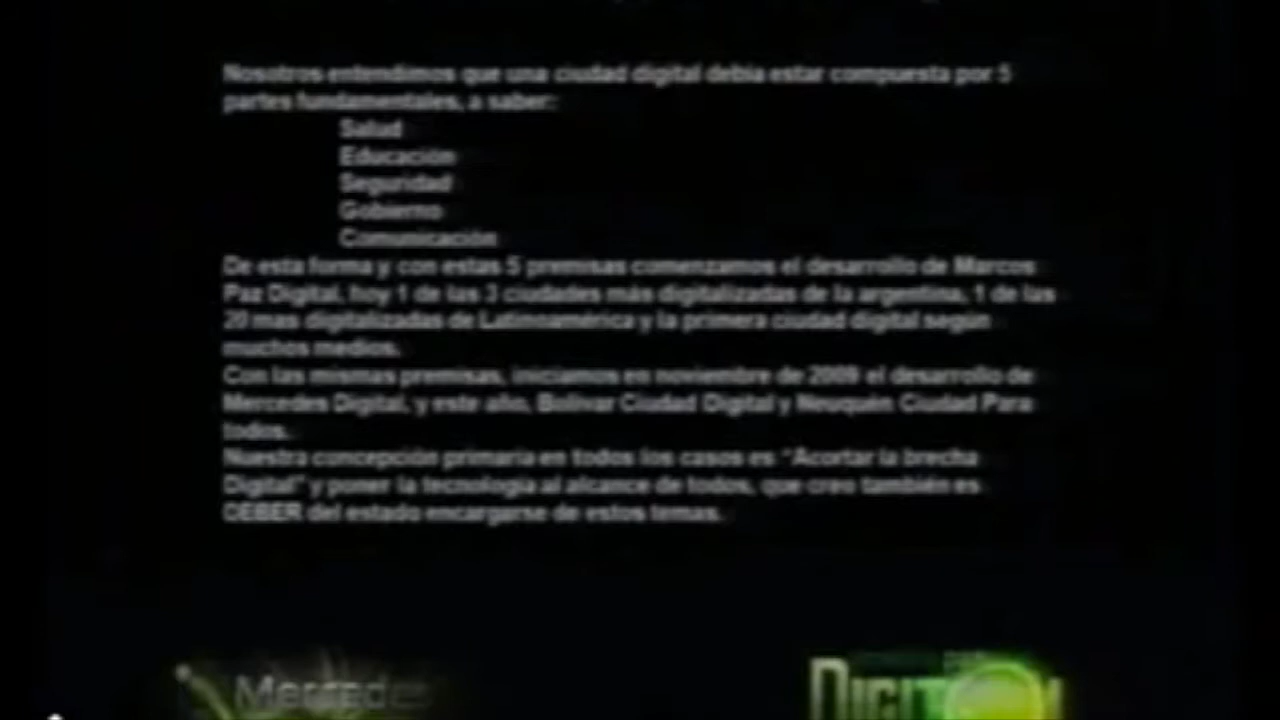 Nosotros entendimos que una ciudad digital debía estar compuesta por 5
partes fundamentales, a saber:
Salud
Educación
Seguridad
Gobierno
Comunicación
De esta forma y con estas 5 premisas comenzamos el desarrollo de Marcos
Paz Digital, hoy 1 de las 3 ciudades más digitalizadas de la argentina, 1 de las
20 mas digitalizadas de Latinoamérica y la primera ciudad digital según
muchos medios.
Con las mismas premisas, iniciamos en noviembre de 2008 el desarrollo de
Mercedes Digital, y este año, Bolívar Ciudad Digital y Neuquén Ciudad Para
todos.
Nuestra concepción primaria en todos los casos es "Acortar la brecha
Digital" y poner la tecnología al alcance de todos, que creo también es
DEBER del estado encargarse de estos temas.
Mercedes